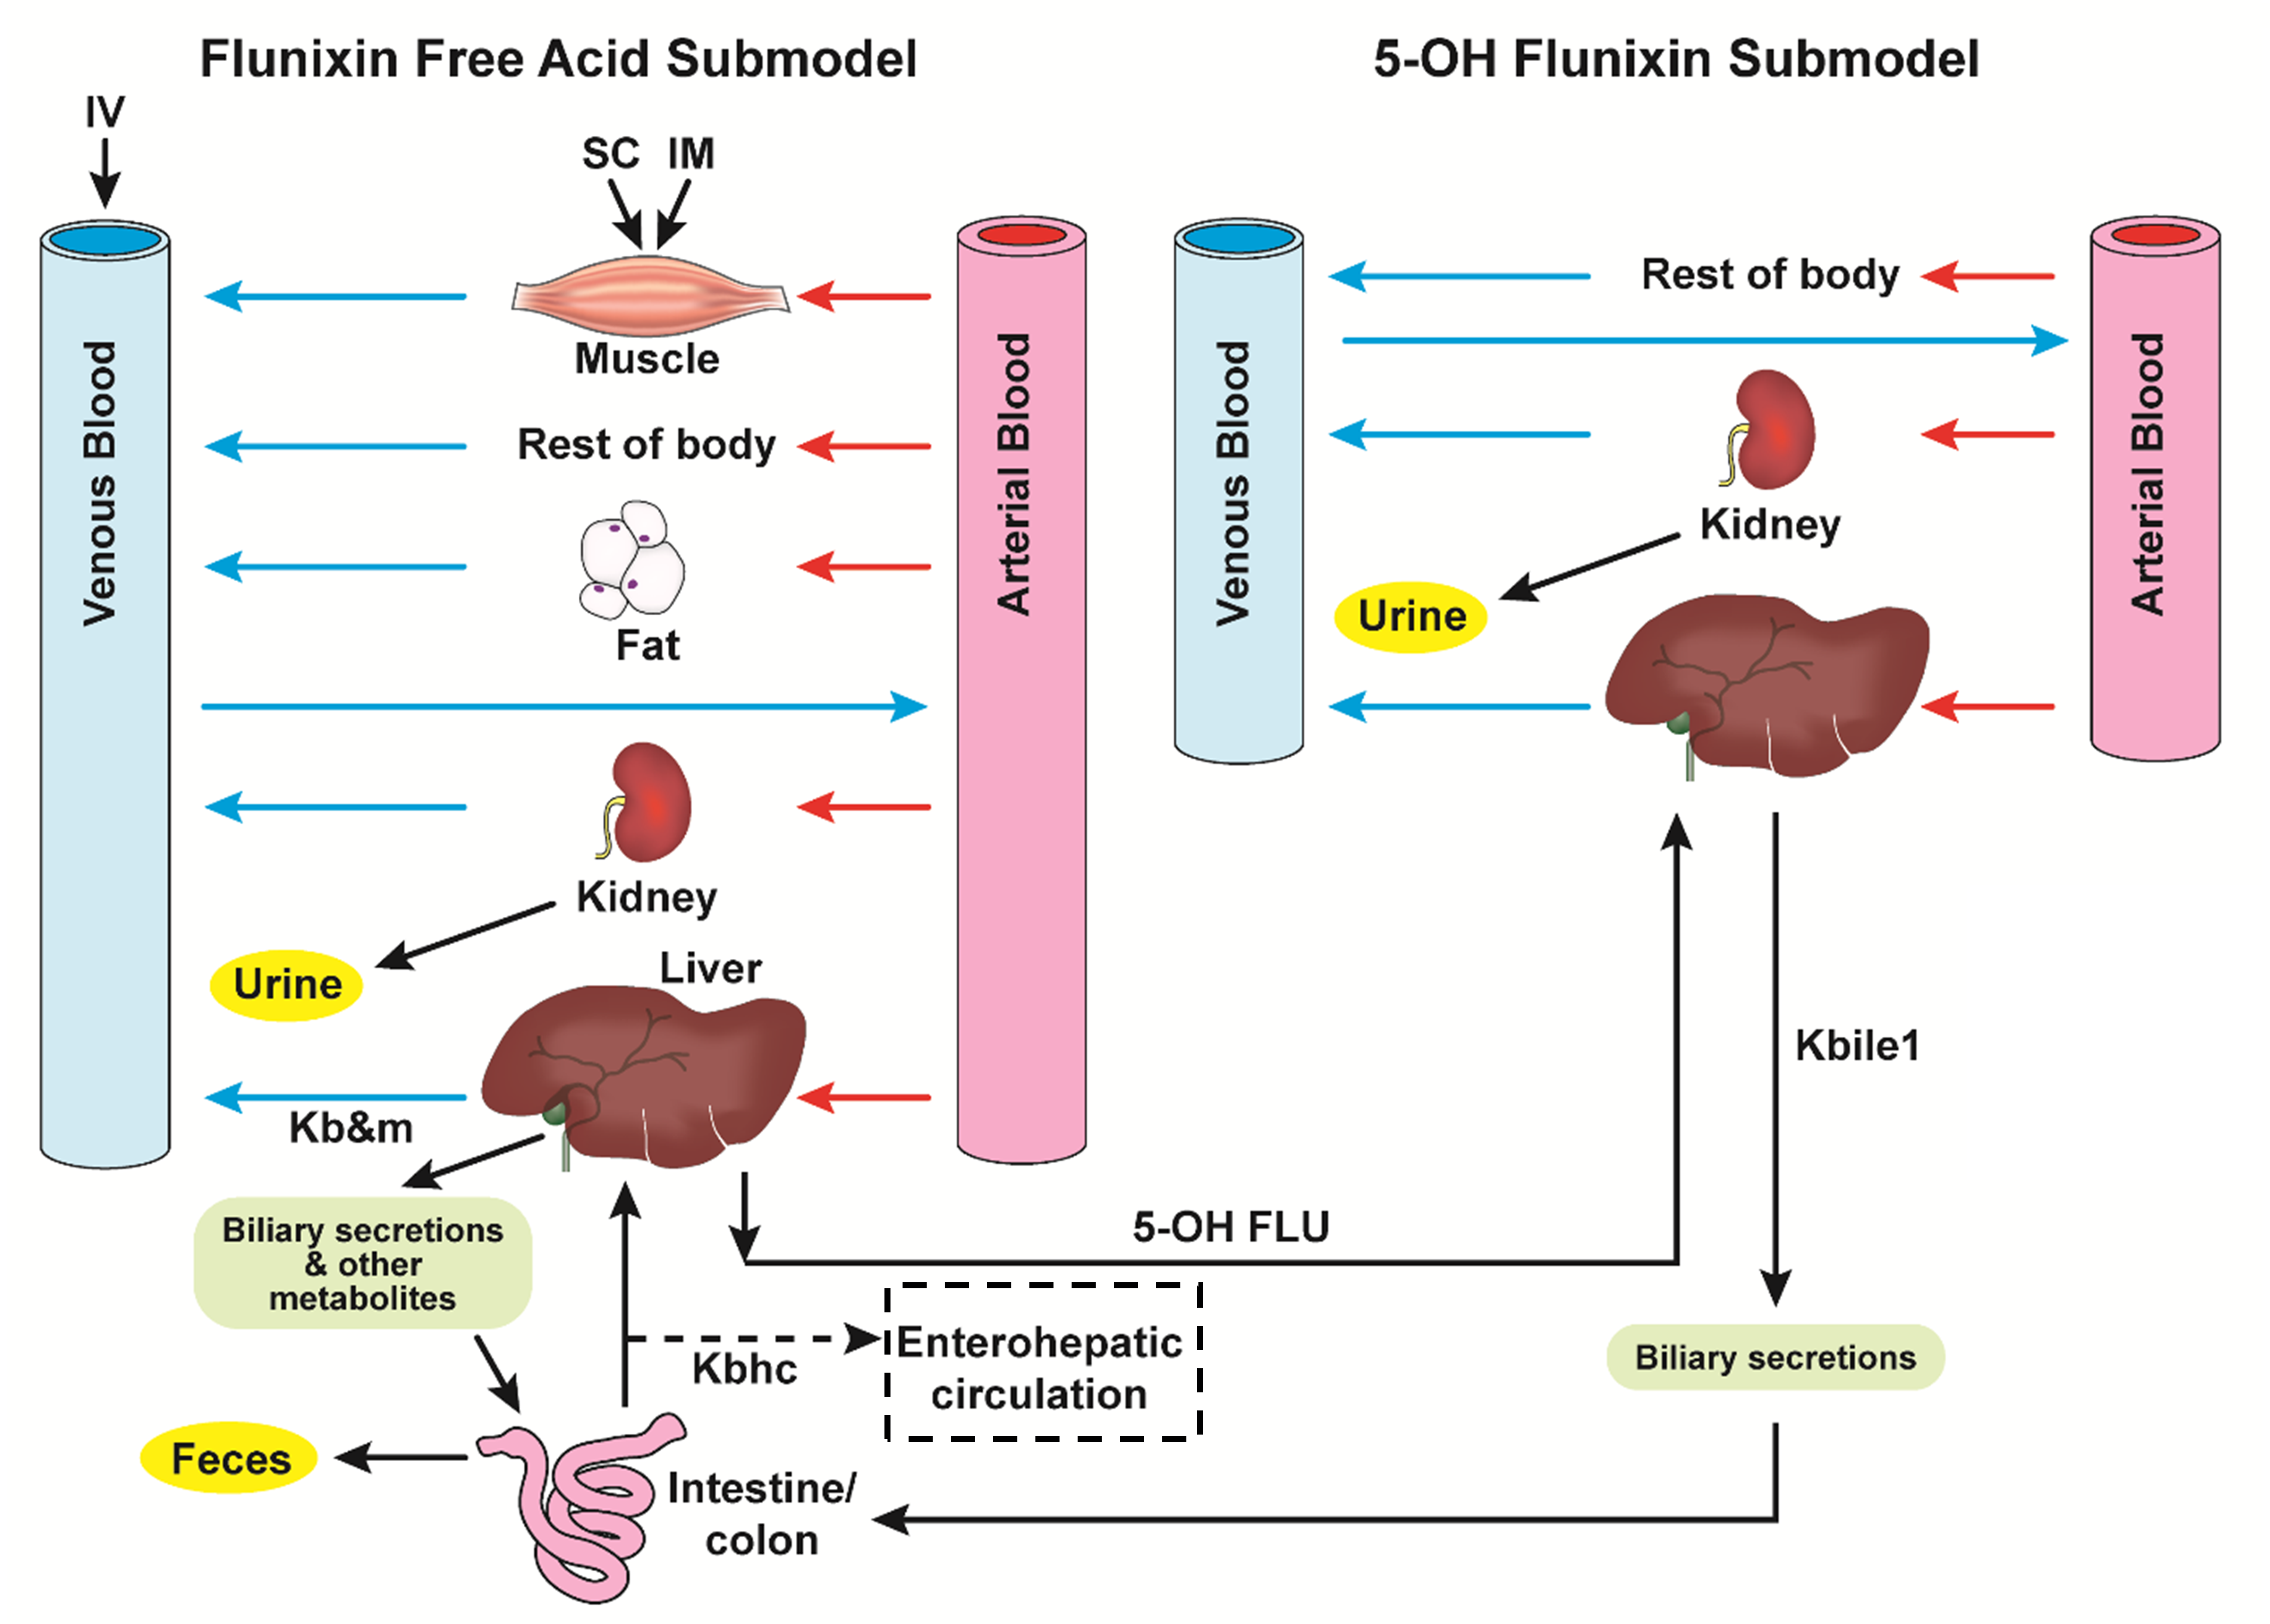 Flunixin Free Acid Submodel
5-OH Flunixin Submodel
IV
SC IM
Venous Blood
Muscle
Rest of body
Fat
Kidney
Urine
Liver
Arterial Blood
Kb&m
Biliary secretions
& other
metabolites
Feces
Intestine/
colon
Kbhc
Enterohepatic
circulation
5-OH FLU
Venous Blood
Rest of body
Kidney
Urine
Arterial Blood
Kbile1
Biliary secretions